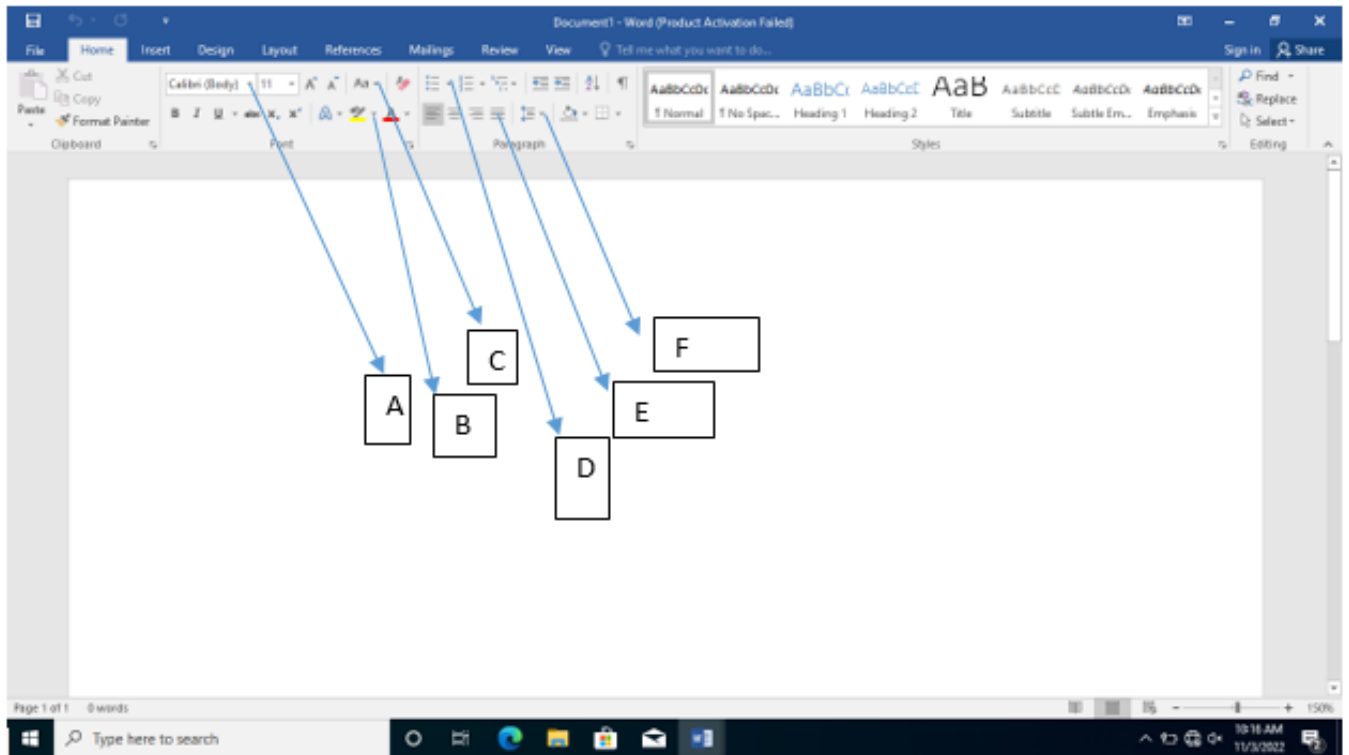 Document1 - Word (Product Activation Failed)
File Home Insert Design Layout References Mailings Review View Tell me what you want to do... Sign in Share
Cut
Copy
Format Painter
Paste
Calibri (Body) 11 A A Aa
B I U abc x, x² A A
AaBbCcDc AaBbCcDc AaBbCc AaBbCcC AaB AaBbCcC AaBbCcDc AaBbCcDc
¶ Normal ¶ No Spac... Heading 1 Heading 2 Title Subtitle Subtle Em... Emphasis
Find
Replace
Select
Clipboard Font Paragraph Styles Editing
F
C
E
A
B
D
Page 1 of 1 0 words 150%
Type here to search
10:16 AM
11/3/2022